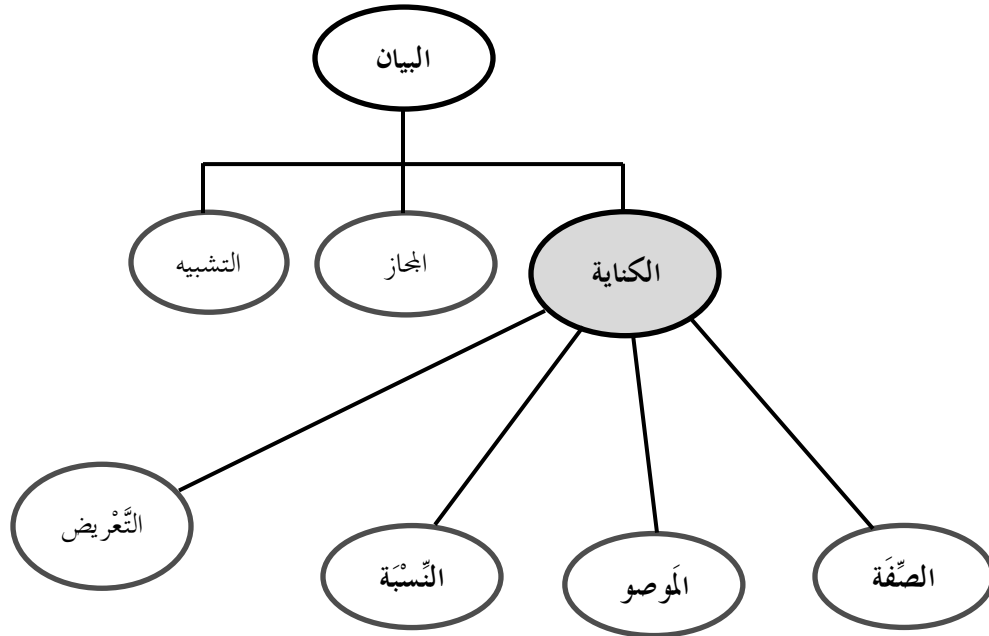 البيان
الكناية
المجاز
التشبيه
الصِّفَة
المَوصو
النِّسْبَة
التَّعْريض